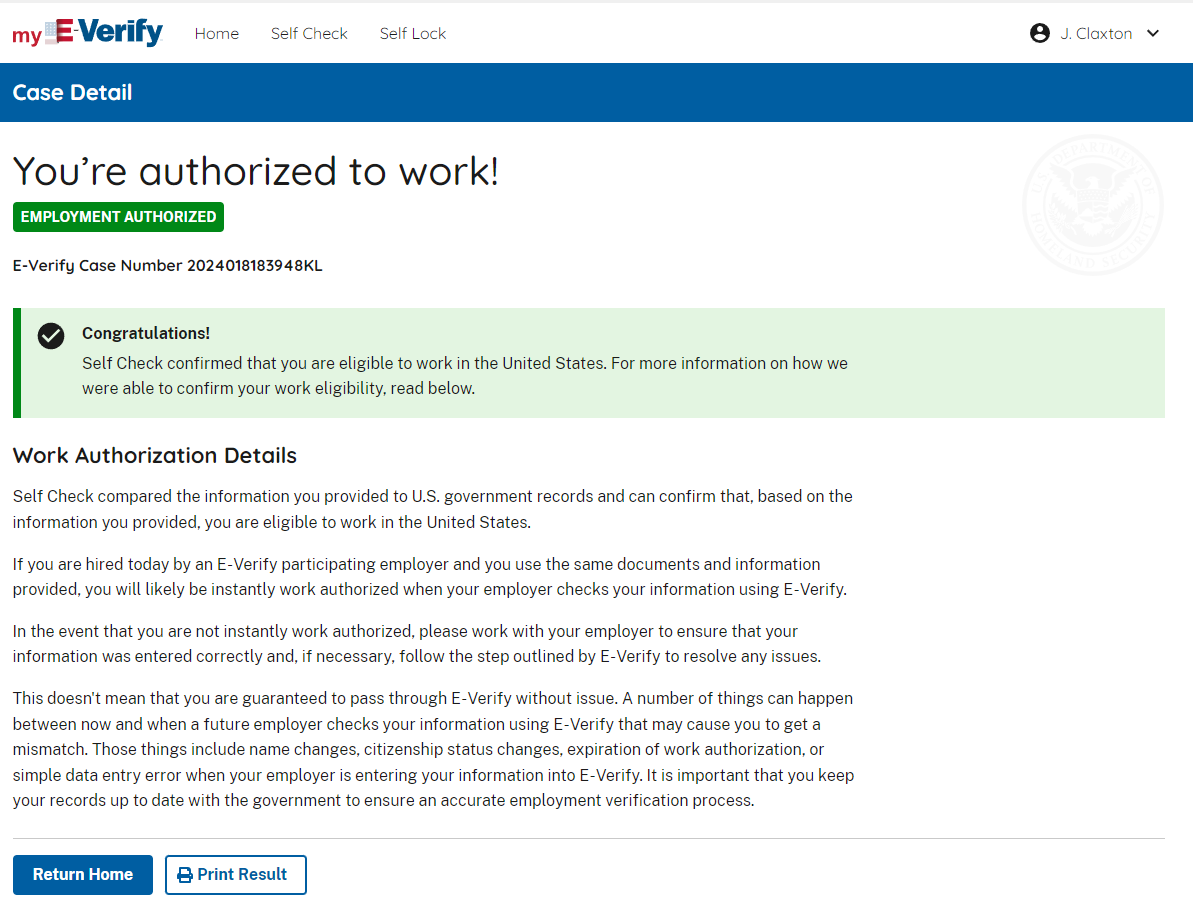 my E-Verify Home Self Check Self Lock J. Claxton
Case Detail
You’re authorized to work!
EMPLOYMENT AUTHORIZED
E-Verify Case Number 2024018183948KL
U.S. DEPARTMENT OF HOMELAND SECURITY
Congratulations!
Self Check confirmed that you are eligible to work in the United States. For more information on how we
were able to confirm your work eligibility, read below.
Work Authorization Details
Self Check compared the information you provided to U.S. government records and can confirm that, based on the
information you provided, you are eligible to work in the United States.
If you are hired today by an E-Verify participating employer and you use the same documents and information
provided, you will likely be instantly work authorized when your employer checks your information using E-Verify.
In the event that you are not instantly work authorized, please work with your employer to ensure that your
information was entered correctly and, if necessary, follow the step outlined by E-Verify to resolve any issues.
This doesn't mean that you are guaranteed to pass through E-Verify without issue. A number of things can happen
between now and when a future employer checks your information using E-Verify that may cause you to get a
mismatch. Those things include name changes, citizenship status changes, expiration of work authorization, or
simple data entry error when your employer is entering your information into E-Verify. It is important that you keep
your records up to date with the government to ensure an accurate employment verification process.
Return Home Print Result